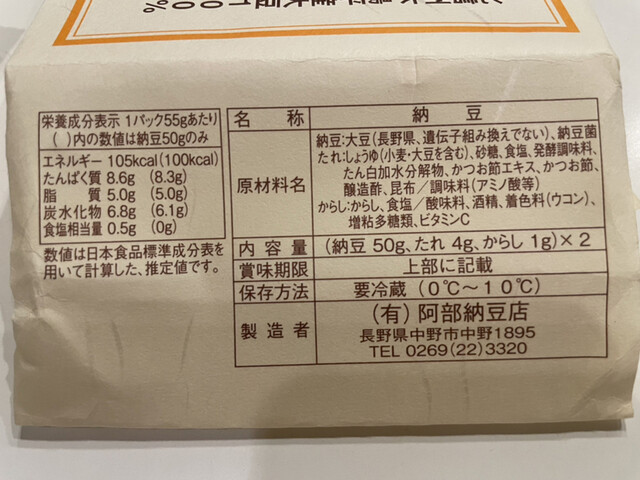 栄養成分表示 1パック55gあたり
( )内の数値は納豆50gのみ
エネルギー 105kcal(100kcal)
たんぱく質 8.6g (8.3g)
脂質 5.0g (5.0g)
炭水化物 6.8g (6.1g)
食塩相当量 0.5g (0g)
数値は日本食品標準成分表を
用いて計算した、推定値です。
名称 納豆
原材料名
納豆:大豆(長野県、遺伝子組み換えでない)、納豆菌
たれ:しょうゆ(小麦・大豆を含む)、砂糖、食塩、発酵調味料、
たん白加水分解物、かつお節エキス、かつお節、
醸造酢、昆布/調味料(アミノ酸等)
からし:からし、食塩/酸味料、酒精、着色料(ウコン)、
増粘多糖類、ビタミンC
内容量 (納豆 50g、たれ 4g、からし 1g)×2
賞味期限 上部に記載
保存方法 要冷蔵(0℃~10℃)
製造者
(有)阿部納豆店
長野県中野市中野1895
TEL 0269(22)3320